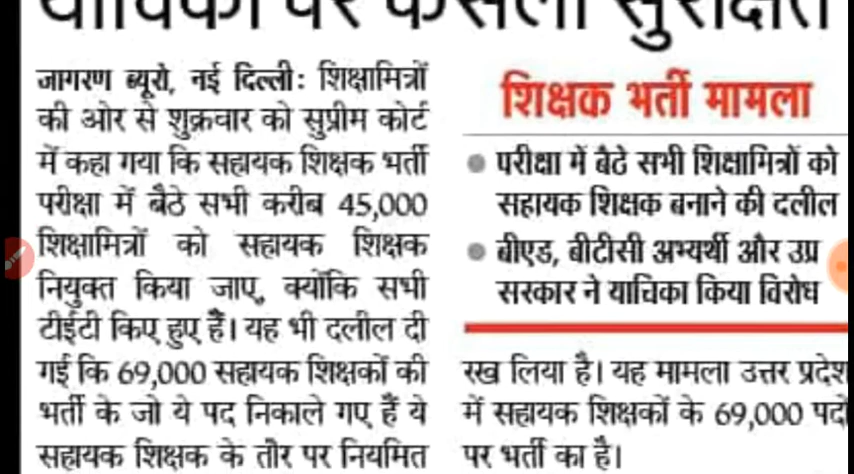 याचिका पर फैसला सुरक्षित
जागरण ब्यूरो, नई दिल्ली: शिक्षामित्रों
की ओर से शुक्रवार को सुप्रीम कोर्ट
में कहा गया कि सहायक शिक्षक भर्ती
परीक्षा में बैठे सभी करीब 45,000
शिक्षामित्रों को सहायक शिक्षक
नियुक्त किया जाए, क्योंकि सभी
टीईटी किए हुए हैं। यह भी दलील दी
गई कि 69,000 सहायक शिक्षकों की
भर्ती के जो ये पद निकाले गए हैं ये
सहायक शिक्षक के तौर पर नियमित
शिक्षक भर्ती मामला
परीक्षा में बैठे सभी शिक्षामित्रों को
सहायक शिक्षक बनाने की दलील
बीएड, बीटीसी अभ्यर्थी और उप्र
सरकार ने याचिका किया विरोध
रख लिया है। यह मामला उत्तर प्रदेश
में सहायक शिक्षकों के 69,000 पदों
पर भर्ती का है।